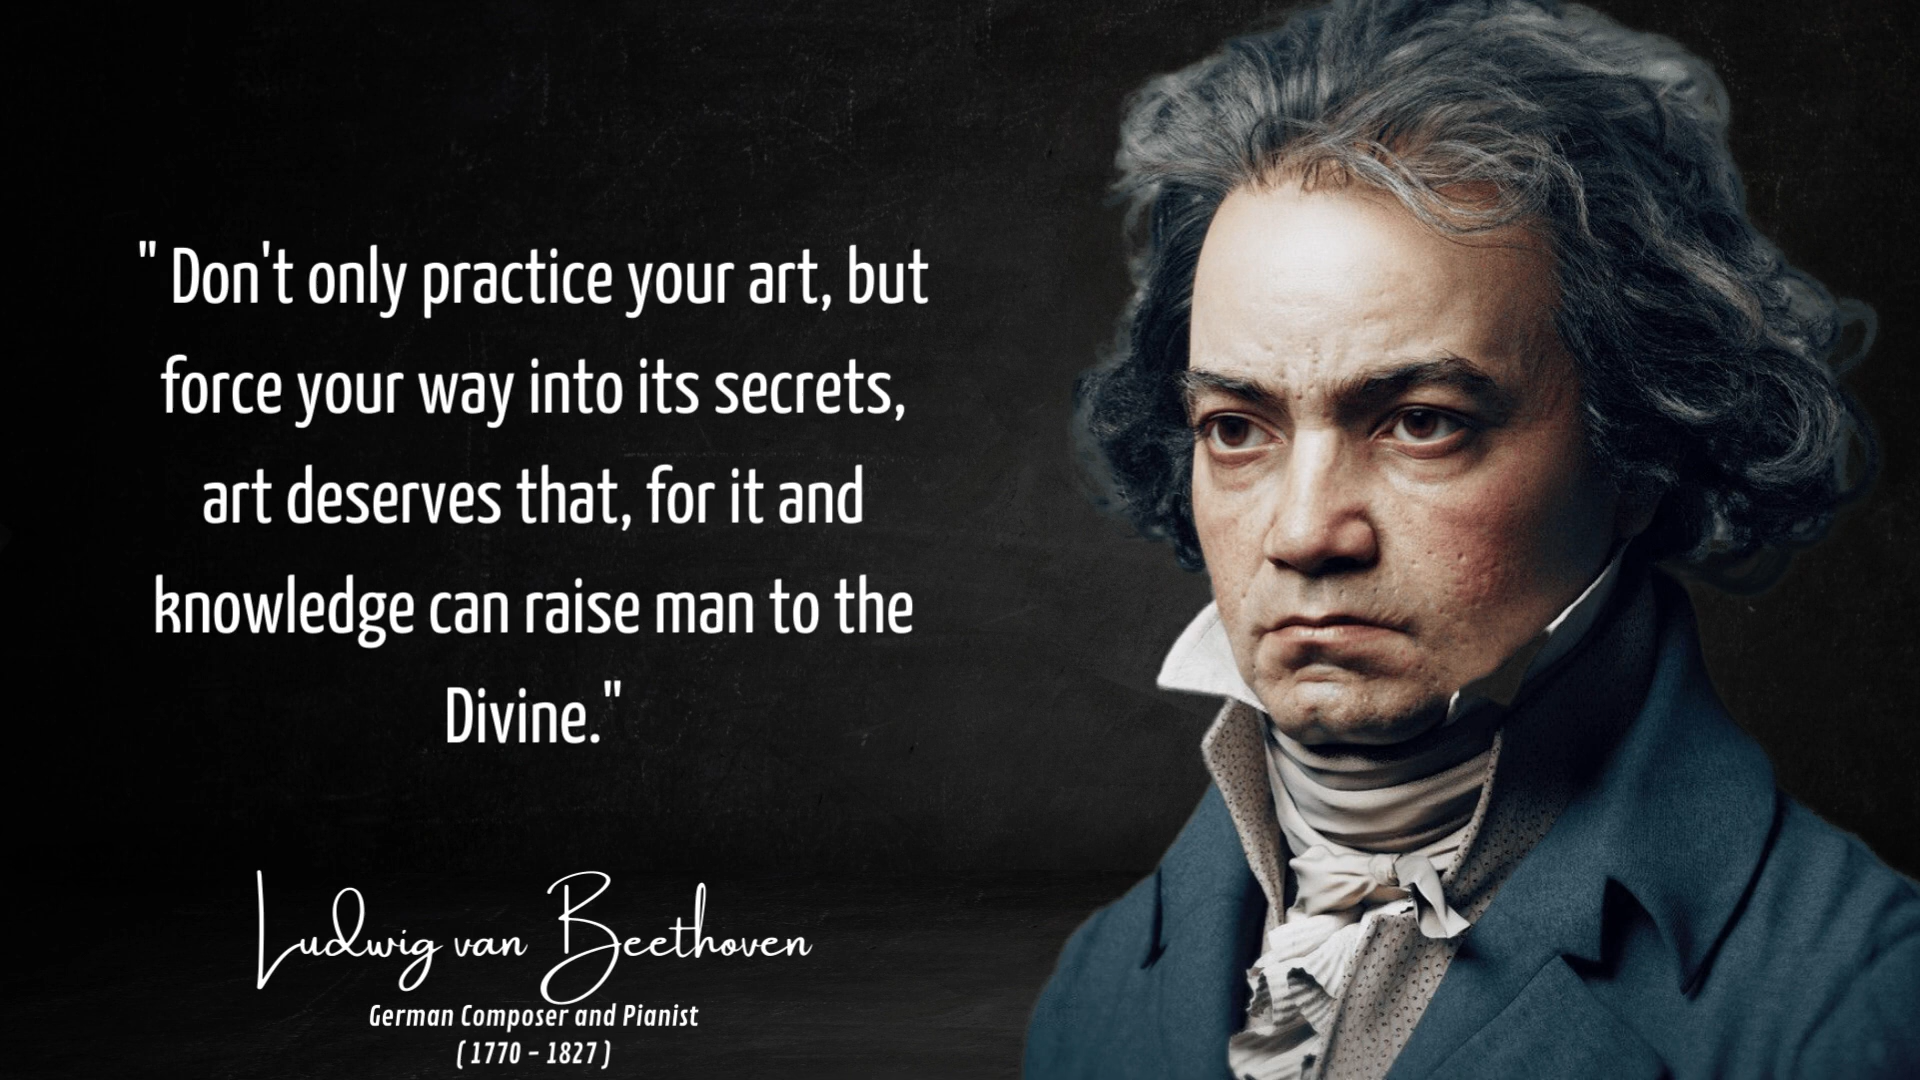 " Don't only practice your art, but
force your way into its secrets,
art deserves that, for it and
knowledge can raise man to the
Divine."
Ludwig van Beethoven
German Composer and Pianist
( 1770 – 1827 )